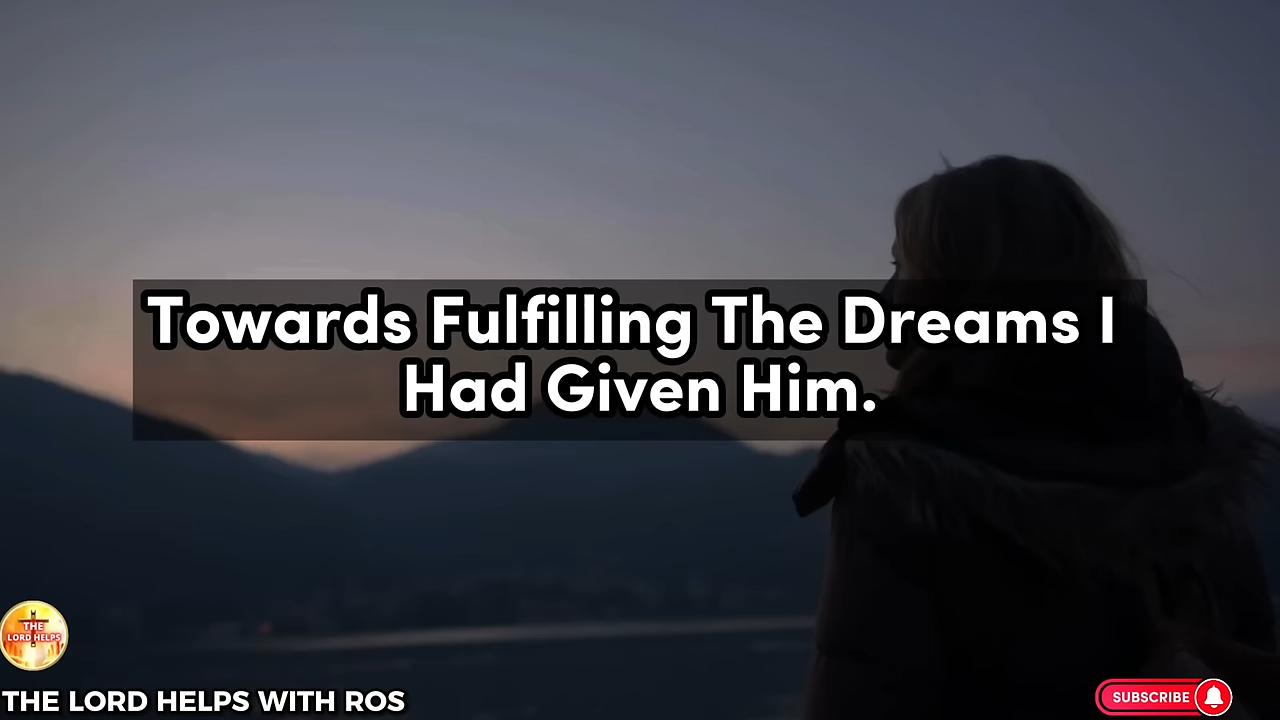 Towards Fulfilling The Dreams I
Had Given Him.
THE
LORD HELPS
THE LORD HELPS WITH ROS
SUBSCRIBE